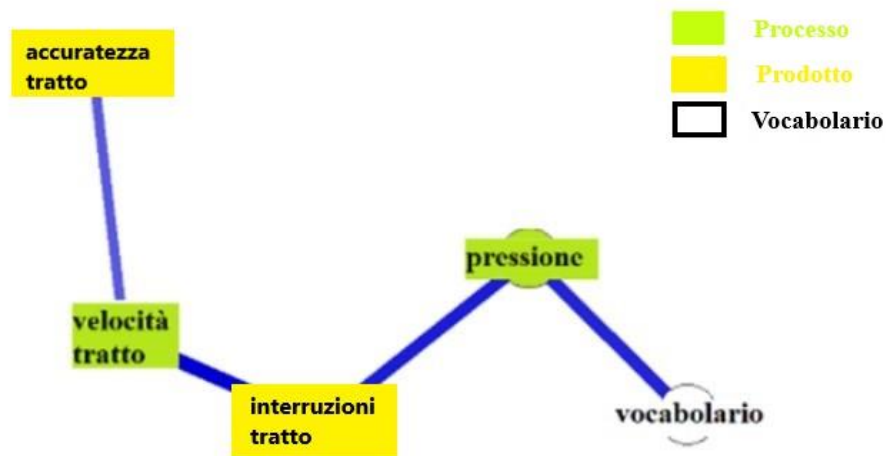 accuratezza
tratto
Processo
Prodotto
Vocabolario
pressione
velocità
tratto
interruzioni
tratto
vocabolario